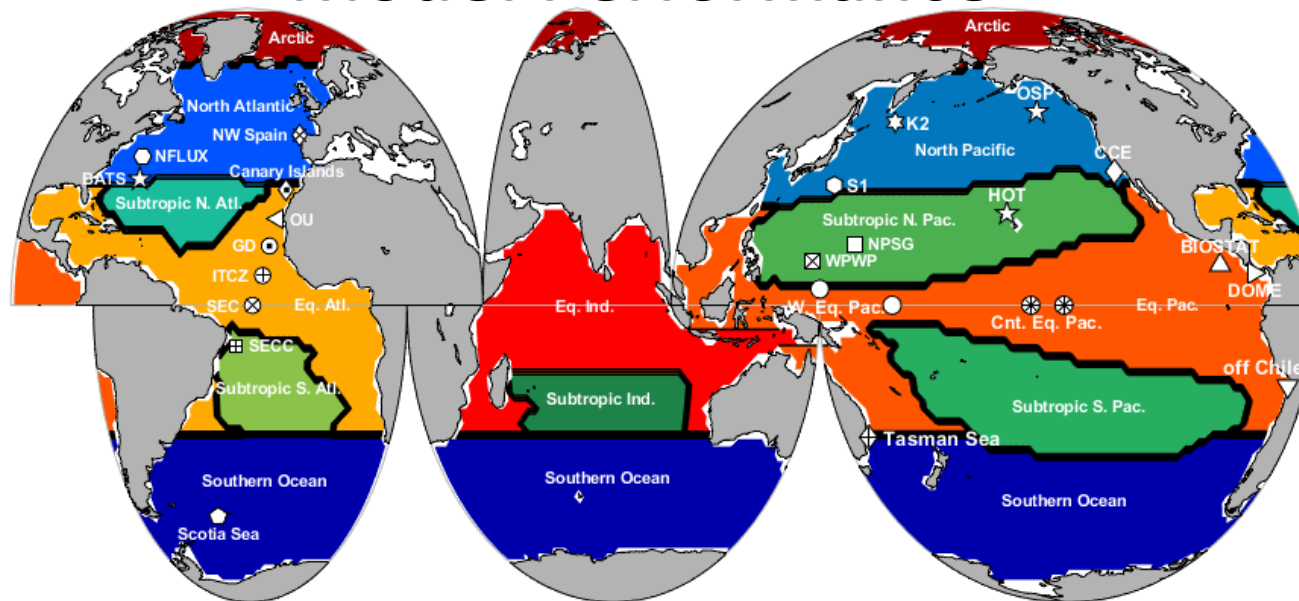 Arctic
North Atlantic
NW Spain
NFLUX
BATS
Canary Islands
Subtropic N. Atl.
OU
GD
ITCZ
SEC
Eq. Atl.
SECC
Subtropic S. Atl.
Southern Ocean
Scotia Sea
Eq. Ind.
Subtropic Ind.
Southern Ocean
Arctic
OSP
K2
North Pacific
CCE
S1
HOT
Subtropic N. Pac.
NPSG
WPWP
BIOSTAT
DOME
W. Eq. Pac.
Cnt. Eq. Pac.
Eq. Pac.
off Chile
Subtropic S. Pac.
Tasman Sea
Southern Ocean